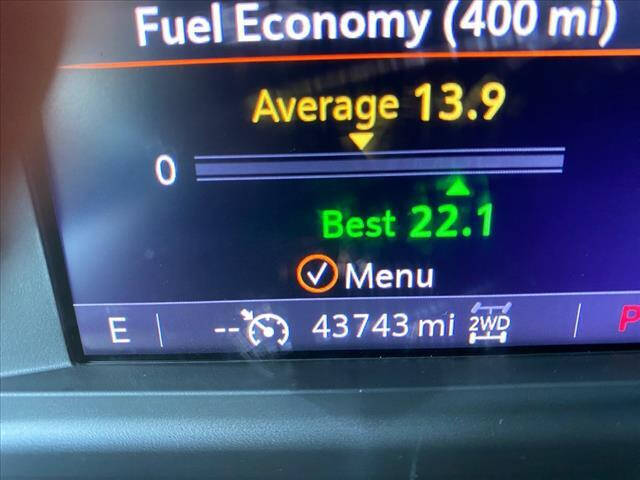 Fuel Economy (400 mi)
Average 13.9
0
Best 22.1
Menu
E -- 43743 mi 2WD P